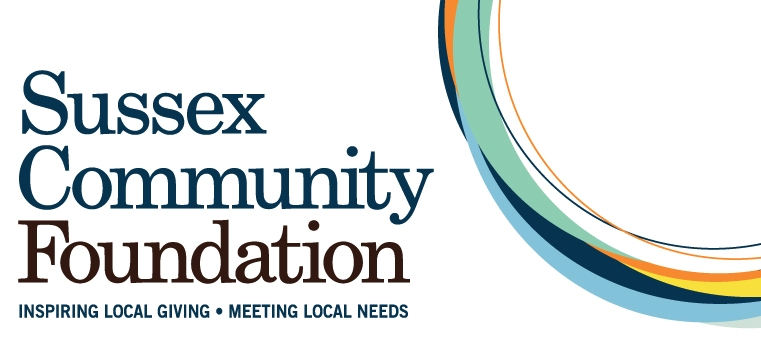 Sussex
Community
Foundation
INSPIRING LOCAL GIVING • MEETING LOCAL NEEDS